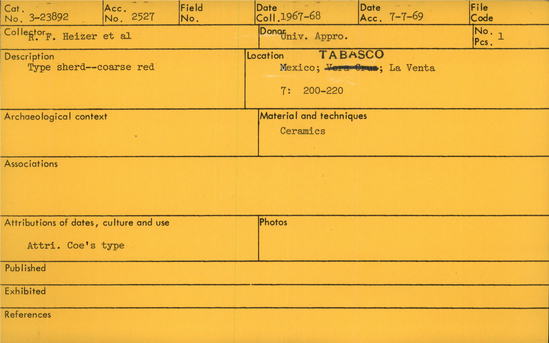 Cat. No. 3-23892 Acc. No. 2527 Field No. Date Coll. 1967-68 Date Acc. 7-7-69 File Code
Collector R. F. Heizer et al Donor Univ. Appro. No. Pcs. 1
Description Type sherd--coarse red
Location TABASCO
Mexico; Vera Cruz; La Venta
7: 200-220
Archaeological context
Material and techniques
Ceramics
Associations
Attributions of dates, culture and use
Attri. Coe's type
Photos
Published
Exhibited
References